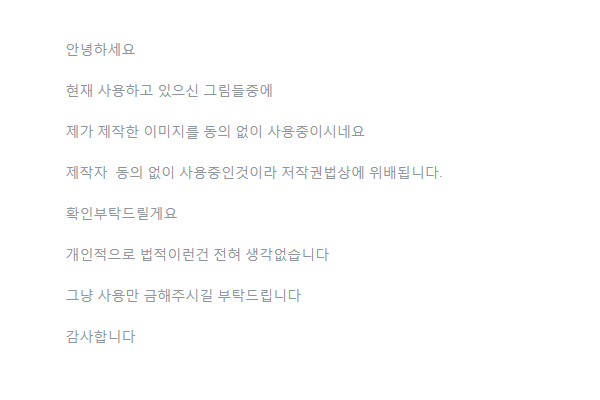 안녕하세요
현재 사용하고 있으신 그림들중에
제가 제작한 이미지를 동의 없이 사용중이시네요
제작자  동의 없이 사용중인것이라 저작권법상에 위배됩니다.
확인부탁드릴게요
개인적으로 법적이런건 전혀 생각없습니다
그냥 사용만 금해주시길 부탁드립니다
감사합니다